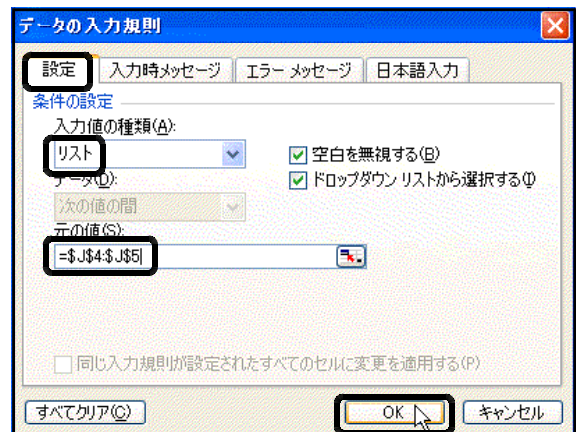 データの入力規則
設定 入力時メッセージ エラー メッセージ 日本語入力
条件の設定
入力値の種類(A):
リスト 空白を無視する(B)
データ(D): ドロップダウン リストから選択する(I)
次の値の間
元の値(S):
=$J$4:$J$5
同じ入力規則が設定されたすべてのセルに変更を適用する(P)
すべてクリア(C) OK キャンセル